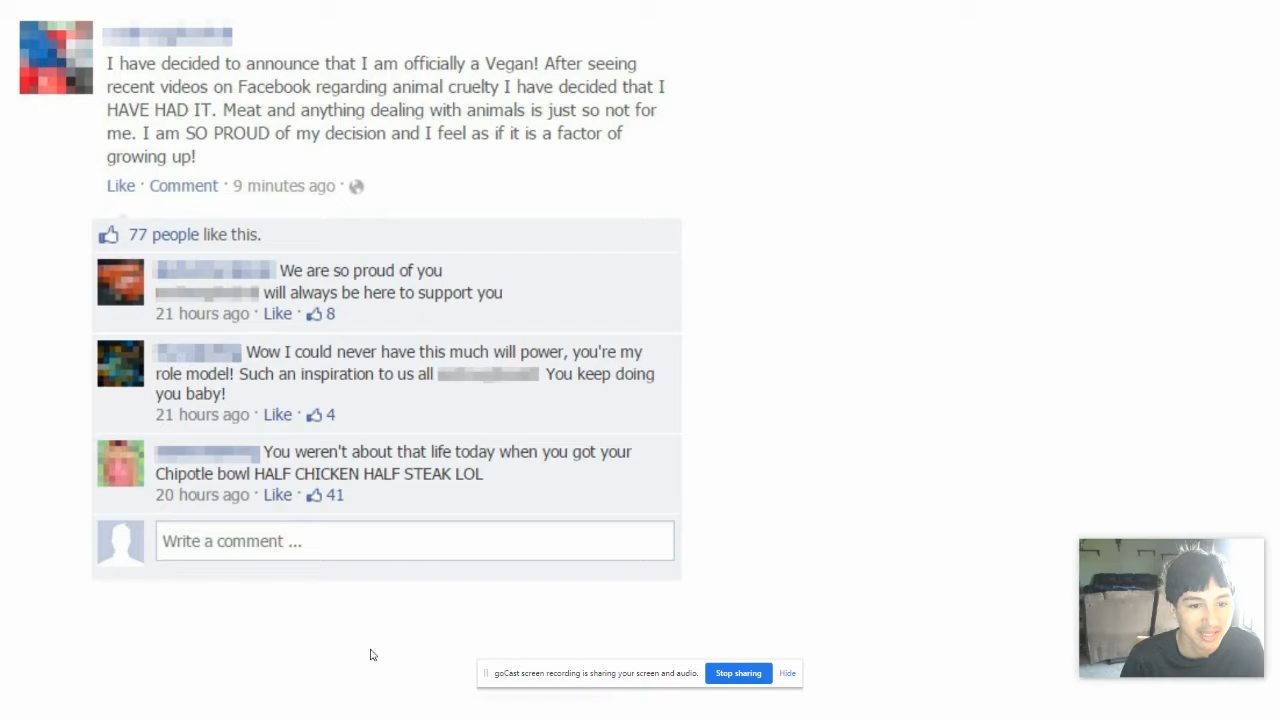 I have decided to announce that I am officially a Vegan! After seeing
recent videos on Facebook regarding animal cruelty I have decided that I
HAVE HAD IT. Meat and anything dealing with animals is just so not for
me. I am SO PROUD of my decision and I feel as if it is a factor of
growing up!
Like · Comment · 9 minutes ago ·
77 people like this.
We are so proud of you
will always be here to support you
21 hours ago · Like · 8
Wow I could never have this much will power, you're my
role model! Such an inspiration to us all You keep doing
you baby!
21 hours ago · Like · 4
You weren't about that life today when you got your
Chipotle bowl HALF CHICKEN HALF STEAK LOL
20 hours ago · Like · 41
Write a comment ...
goCast screen recording is sharing your screen and audio. Stop sharing Hide